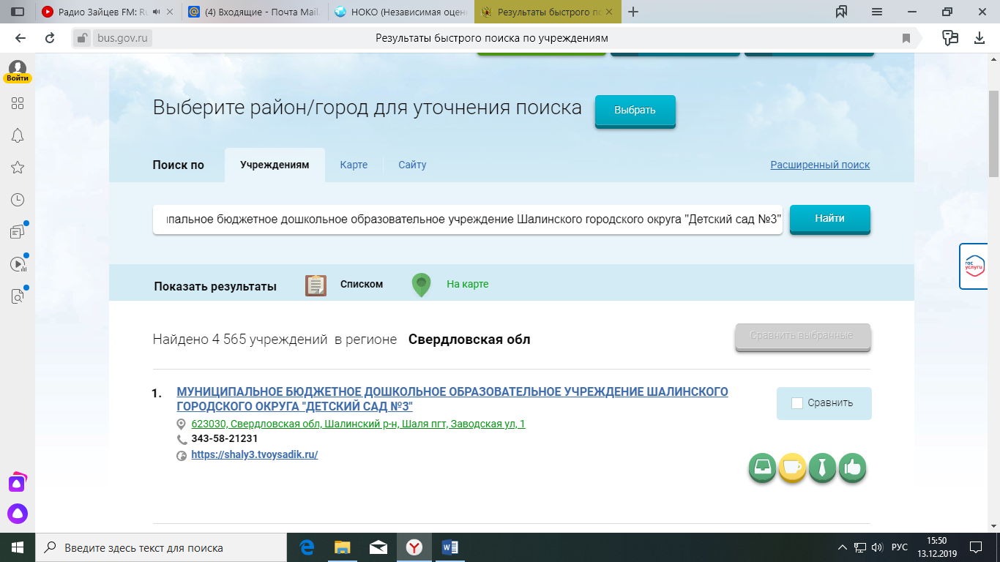 Радио Зайцев FM: Ru
(4) Входящие - Почта Mail.
НОКО (Независимая оцен
Результаты быстрого по
bus.gov.ru
Результаты быстрого поиска по учреждениям
Войти
Выберите район/город для уточнения поиска
Выбрать
Поиск по
Учреждениям
Карте
Сайту
Расширенный поиск
ипальное бюджетное дошкольное образовательное учреждение Шалинского городского округа "Детский сад №3"
Найти
гос
услуги
Показать результаты
Списком
На карте
Найдено 4 565 учреждений в регионе Свердловская обл
Сравнить выбранные
1. МУНИЦИПАЛЬНОЕ БЮДЖЕТНОЕ ДОШКОЛЬНОЕ ОБРАЗОВАТЕЛЬНОЕ УЧРЕЖДЕНИЕ ШАЛИНСКОГО
ГОРОДСКОГО ОКРУГА "ДЕТСКИЙ САД №3"
Сравнить
623030, Свердловская обл, Шалинский р-н, Шаля пгт, Заводская ул, 1
343-58-21231
https://shaly3.tvoysadik.ru/
Введите здесь текст для поиска
РУС
15:50
13.12.2019